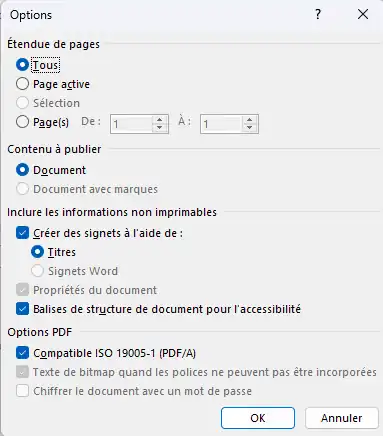 Options
Étendue de pages
Tous
Page active
Sélection
Page(s) De : 1 À : 1
Contenu à publier
Document
Document avec marques
Inclure les informations non imprimables
Créer des signets à l'aide de :
Titres
Signets Word
Propriétés du document
Balises de structure de document pour l'accessibilité
Options PDF
Compatible ISO 19005-1 (PDF/A)
Texte de bitmap quand les polices ne peuvent pas être incorporées
Chiffrer le document avec un mot de passe
OK Annuler